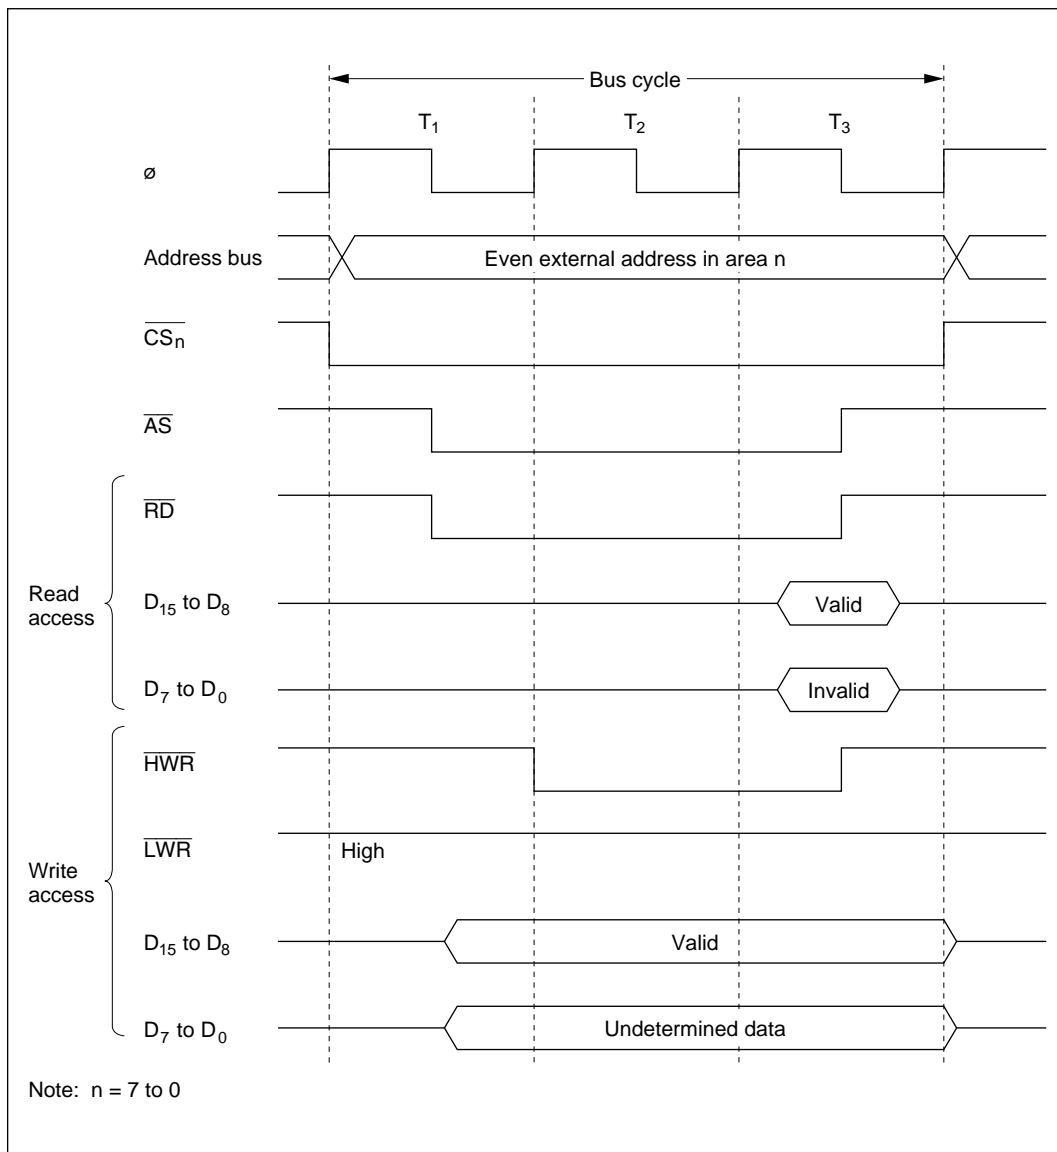 Bus cycle
T1 T2 T3
ø
Address bus Even external address in area n
CSn
AS
RD
Read access
D15 to D8 Valid
D7 to D0 Invalid
HWR
LWR High
Write access
D15 to D8 Valid
D7 to D0 Undetermined data
Note: n = 7 to 0